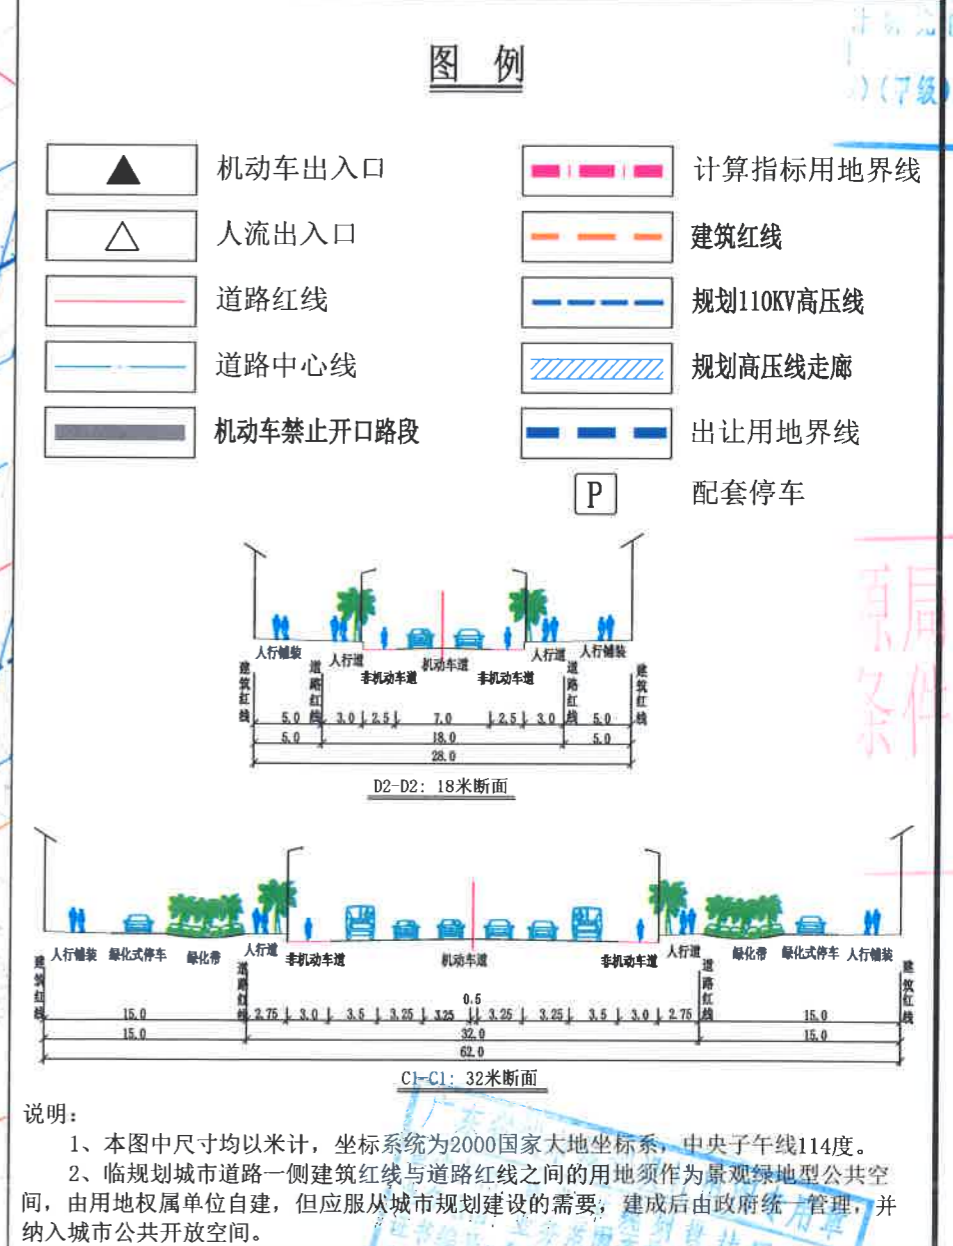 图 例
机动车出入口
人流出入口
道路红线
道路中心线
机动车禁止开口路段
计算指标用地界线
建筑红线
规划110KV高压线
规划高压线走廊
出让用地界线
P 配套停车
人行铺装 人行道 非机动车道 机动车道 非机动车道 人行道 人行铺装
建筑红线 道路红线 道路红线 建筑红线
5.0 3.0 2.5 7.0 2.5 3.0 5.0
5.0 18.0 5.0
28.0
D2-D2: 18米断面
人行铺装 绿化式停车 绿化带 人行道 非机动车道 机动车道 非机动车道 人行道 绿化带 绿化式停车 人行铺装
建筑红线 道路红线 道路红线 建筑红线
0.5
15.0 2.75 3.0 3.5 3.25 3.25 3.25 3.25 3.5 3.0 2.75 15.0
15.0 32.0 15.0
62.0
C1-C1: 32米断面
说明：
1、本图中尺寸均以米计，坐标系统为2000国家大地坐标系，中央子午线114度。
2、临规划城市道路一侧建筑红线与道路红线之间的用地须作为景观绿地型公共空
间，由用地权属单位自建，但应服从城市规划建设的需要，建成后由政府统一管理，并
纳入城市公共开放空间。
源局
条件